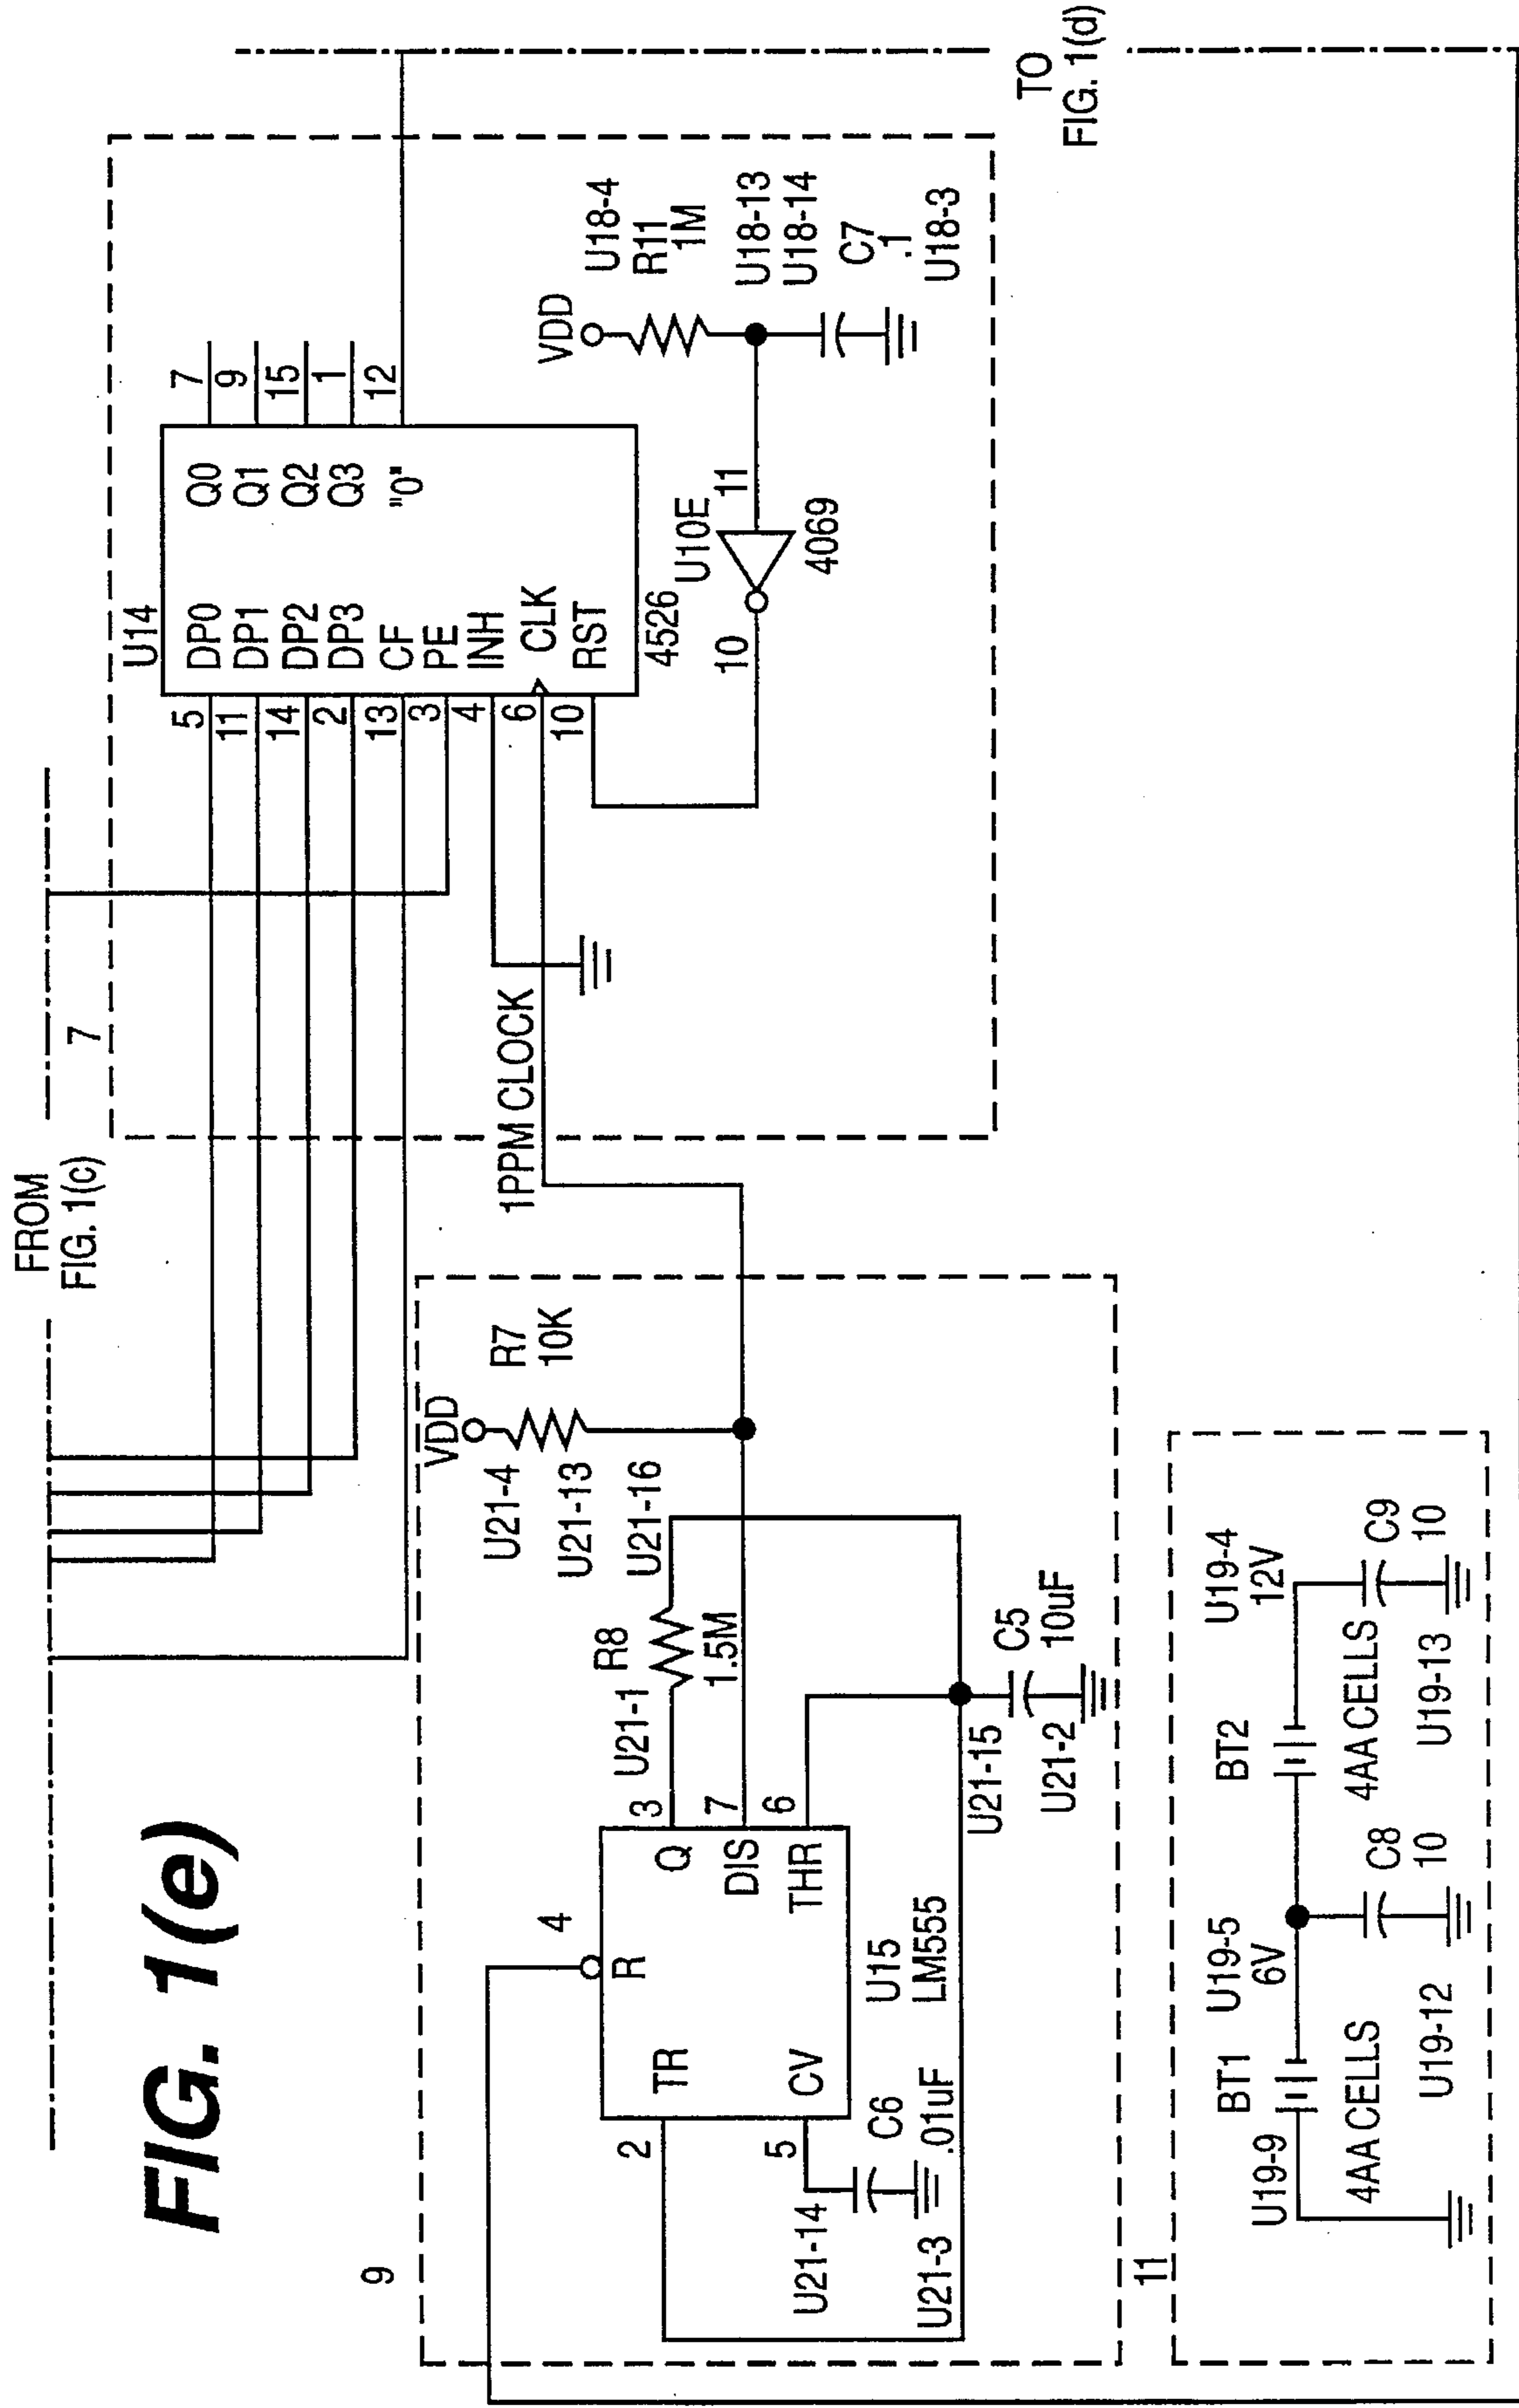 FIG. 1(e)
FROM
FIG. 1(c)
7
U14
5
11
14
2
13
3
4
6
10
DP0
DP1
DP2
DP3
CF
PE
INH
CLK
RST
Q0
Q1
Q2
Q3
"0"
7
9
15
1
12
4526
1PPM CLOCK
10
U10E
4069
11
VDD
U18-4
R11
1M
U18-13
U18-14
C7
.1
U18-3
TO
FIG. 1(d)
9
VDD
R7
10K
U21-4
U21-13
U21-16
R8
1.5M
U21-1
4
R
Q
3
DIS
7
THR
6
TR
2
CV
5
U15
LM555
C6
.01uF
U21-14
U21-3
U21-15
C5
10uF
U21-2
11
U19-9
BT1
4AA CELLS
U19-5
6V
C8
10
U19-12
BT2
4AA CELLS
U19-4
12V
C9
10
U19-13